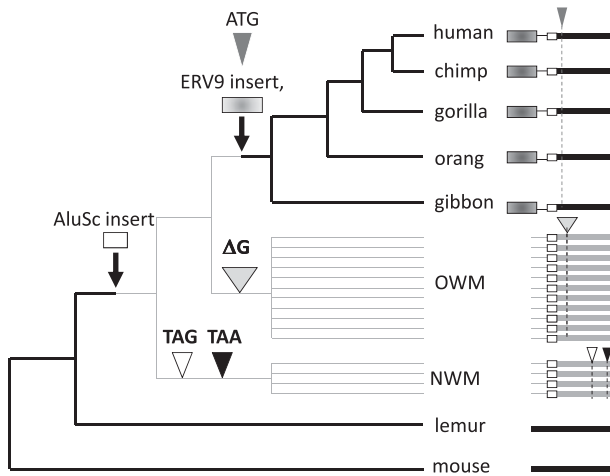 ATG
ERV9 insert,
AluSc insert
ΔG
TAG TAA
human
chimp
gorilla
orang
gibbon
OWM
NWM
lemur
mouse